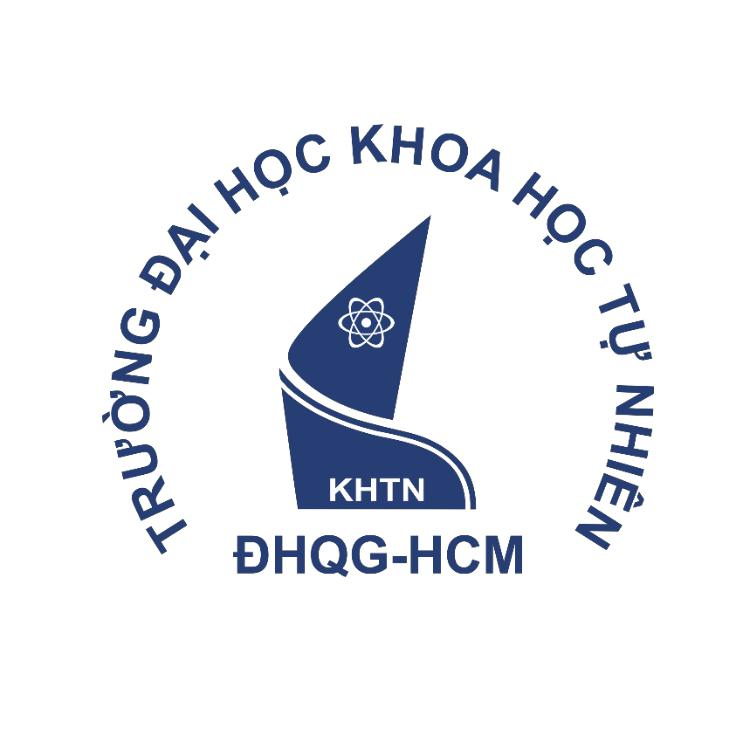 TRƯỜNG ĐẠI HỌC KHOA HỌC TỰ NHIÊN
KHTN
ĐHQG-HCM